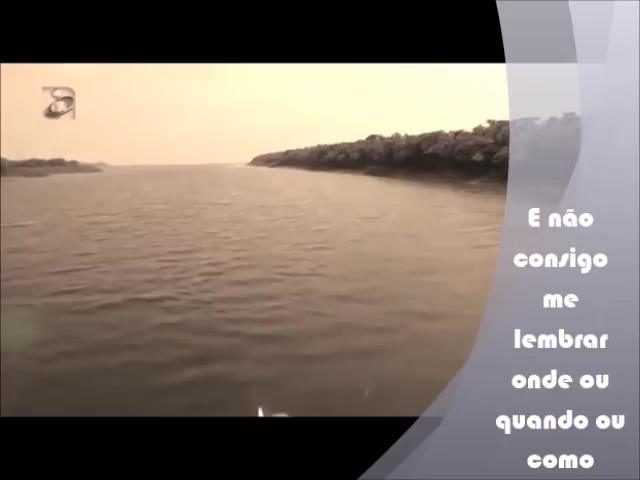 E não
consigo
me
lembrar
onde ou
quando ou
como